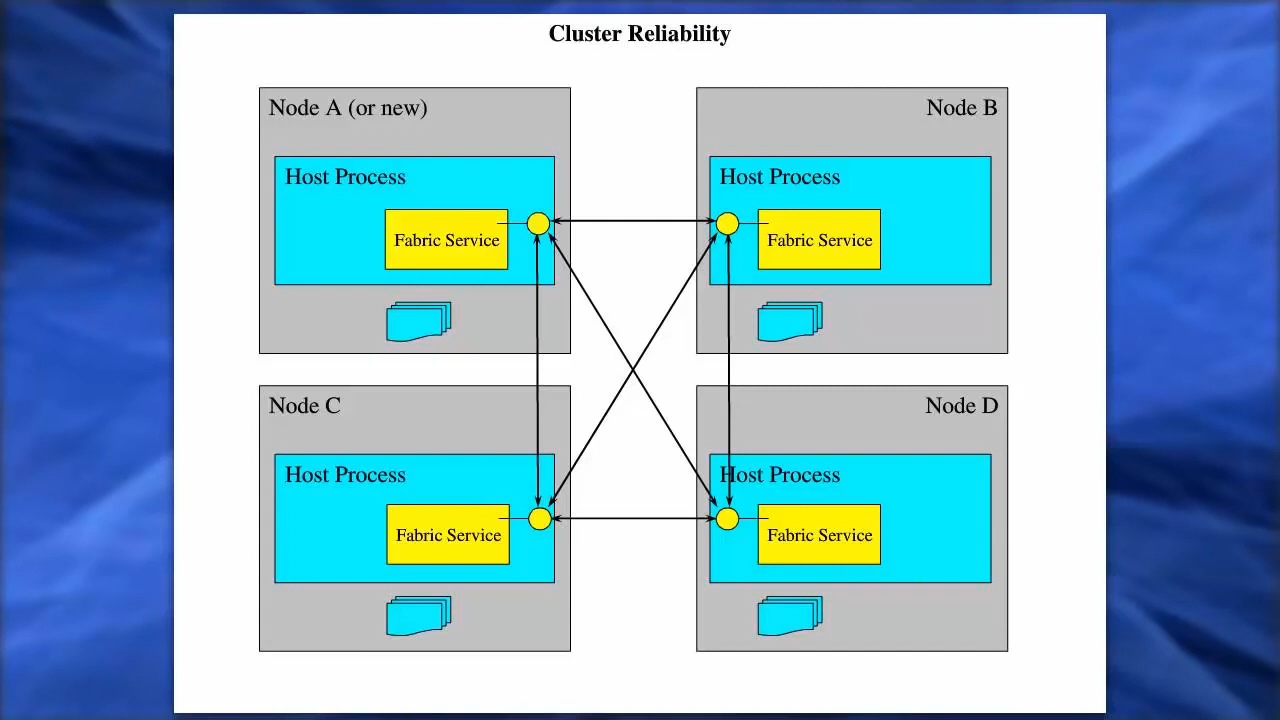 Cluster Reliability
Node A (or new)
Node B
Host Process
Host Process
Fabric Service
Fabric Service
Node C
Node D
Host Process
Host Process
Fabric Service
Fabric Service